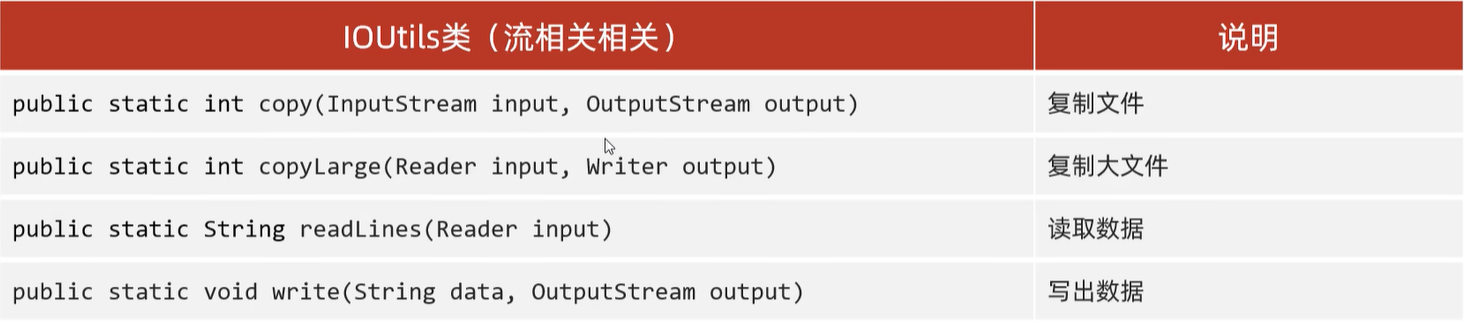 IOUtils类（流相关相关）
说明
public static int copy(InputStream input, OutputStream output)
复制文件
public static int copyLarge(Reader input, Writer output)
复制大文件
public static String readLines(Reader input)
读取数据
public static void write(String data, OutputStream output)
写出数据